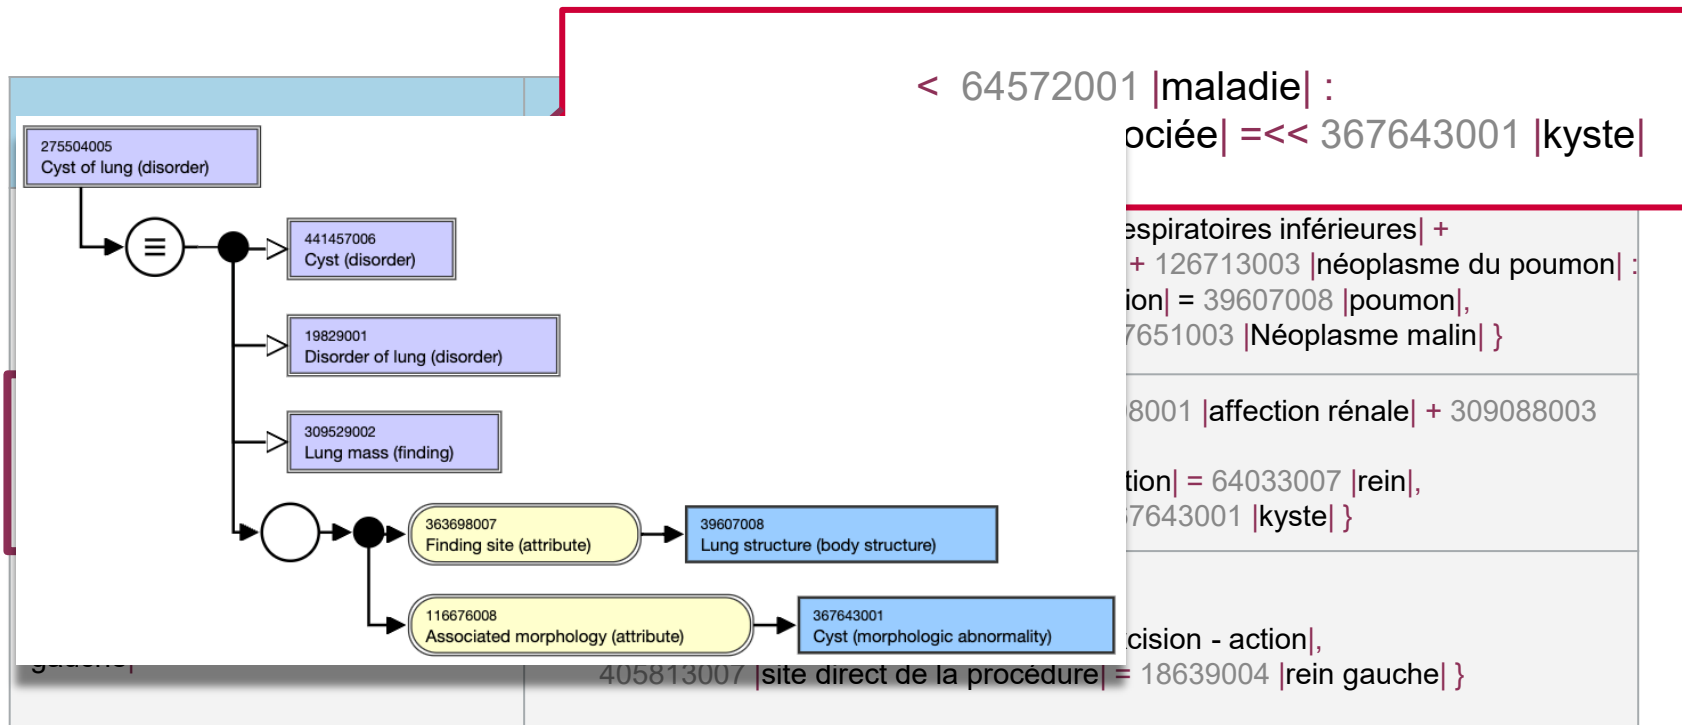 < 64572001 |maladie| :
ociée| =<< 367643001 |kyste|
275504005
Cyst of lung (disorder)
441457006
Cyst (disorder)
19829001
Disorder of lung (disorder)
309529002
Lung mass (finding)
363698007
Finding site (attribute)
39607008
Lung structure (body structure)
116676008
Associated morphology (attribute)
367643001
Cyst (morphologic abnormality)
espiratoires inférieures| +
+ 126713003 |néoplasme du poumon| :
ion| = 39607008 |poumon|,
7651003 |Néoplasme malin| }
8001 |affection rénale| + 309088003
tion| = 64033007 |rein|,
67643001 |kyste| }
cision - action|,
405813007 |site direct de la procédure| = 18639004 |rein gauche| }